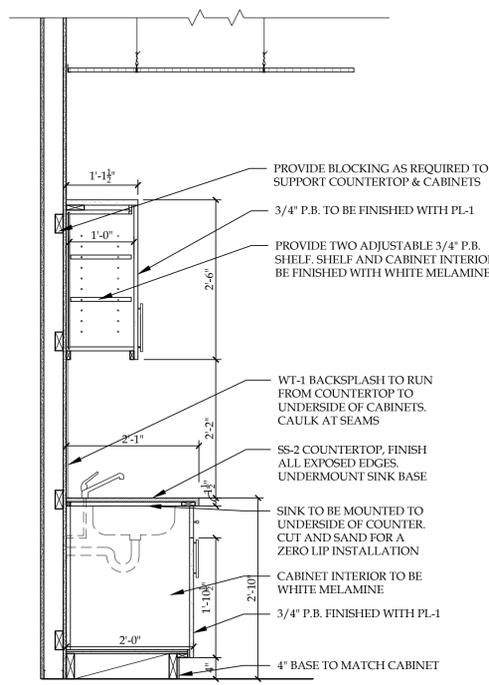 PROVIDE BLOCKING AS REQUIRED TO
SUPPORT COUNTERTOP & CABINETS
1'-1½"
3/4" P.B. TO BE FINISHED WITH PL-1
1'-0"
PROVIDE TWO ADJUSTABLE 3/4" P.B.
SHELF. SHELF AND CABINET INTERIOR
BE FINISHED WITH WHITE MELAMINE
2'-6"
WT-1 BACKSPLASH TO RUN
FROM COUNTERTOP TO
UNDERSIDE OF CABINETS.
CAULK AT SEAMS
2'-2"
2'-1"
SS-2 COUNTERTOP, FINISH
ALL EXPOSED EDGES.
UNDERMOUNT SINK BASE
1½"
SINK TO BE MOUNTED TO
UNDERSIDE OF COUNTER.
CUT AND SAND FOR A
ZERO LIP INSTALLATION
CABINET INTERIOR TO BE
WHITE MELAMINE
2'-10"
1'-10½"
3/4" P.B. FINISHED WITH PL-1
2'-0"
4"
4" BASE TO MATCH CABINET